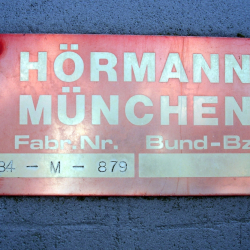 HÖRMANN
MÜNCHEN
Fabr.Nr. Bund-Bz
84 - M - 879